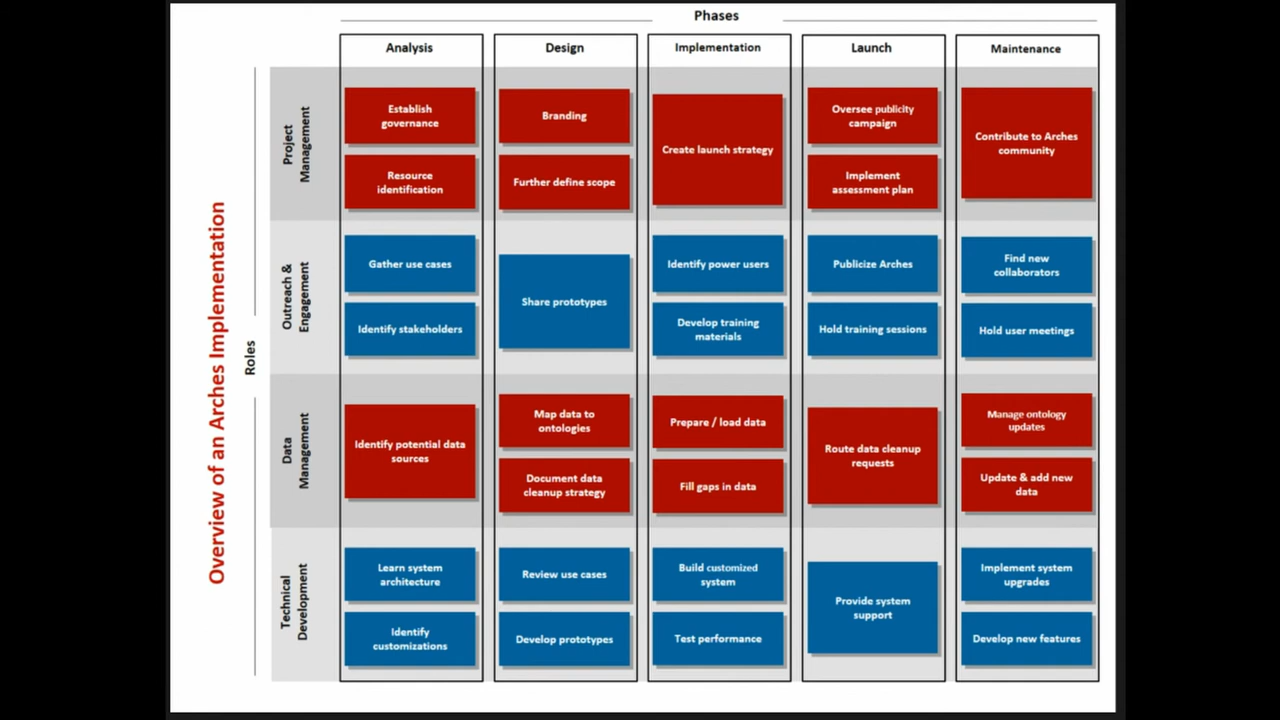 Phases
Analysis
Design
Implementation
Launch
Maintenance
Overview of an Arches Implementation
Roles
Project
Management
Establish
governance
Resource
identification
Branding
Further define scope
Create launch strategy
Oversee publicity
campaign
Implement
assessment plan
Contribute to Arches
community
Outreach &
Engagement
Gather use cases
Identify stakeholders
Share prototypes
Identify power users
Develop training
materials
Publicize Arches
Hold training sessions
Find new
collaborators
Hold user meetings
Data
Management
Identify potential data
sources
Map data to
ontologies
Document data
cleanup strategy
Prepare / load data
Fill gaps in data
Route data cleanup
requests
Manage ontology
updates
Update & add new
data
Technical
Development
Learn system
architecture
Identify
customizations
Review use cases
Develop prototypes
Build customized
system
Test performance
Provide system
support
Implement system
upgrades
Develop new features